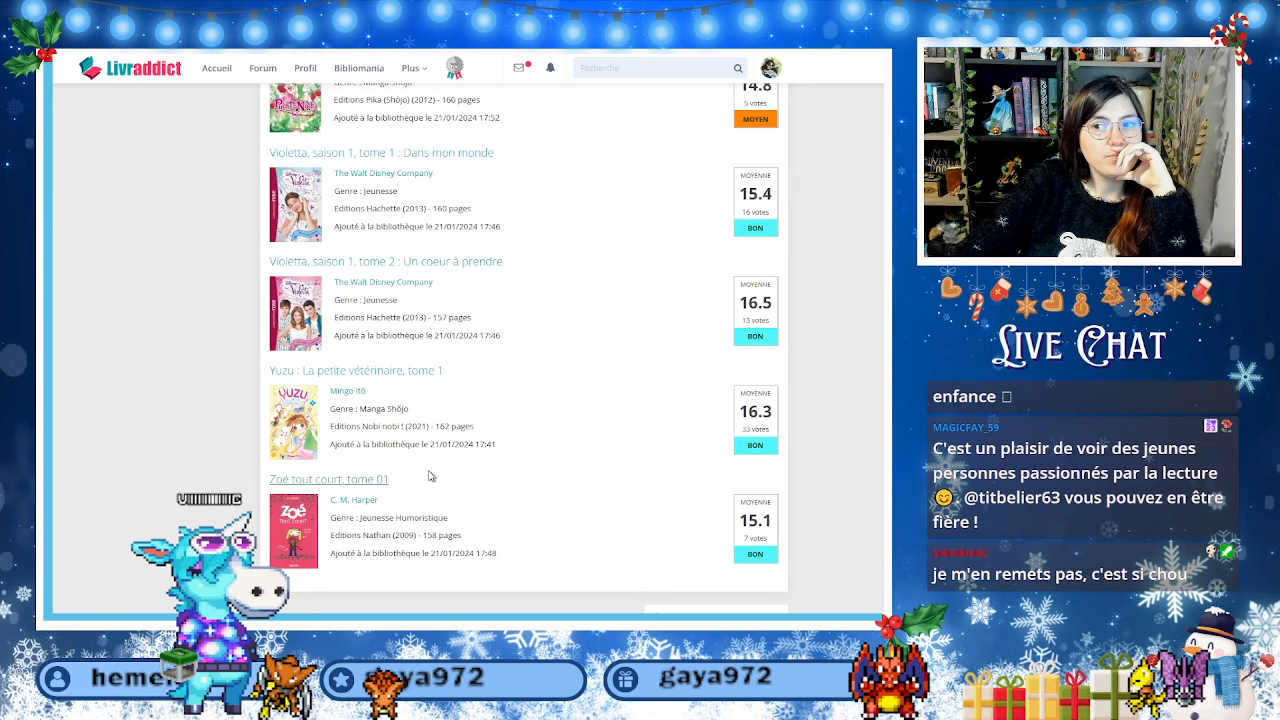 Livraddict
Accueil Forum Profil Bibliomania Plus Recherche
Editions Pika (Shôjo) (2012) - 160 pages
Ajouté à la bibliothèque le 21/01/2024 17:52
14.8
5 votes
MOYEN
Violetta, saison 1, tome 1 : Dans mon monde
The Walt Disney Company
Genre : Jeunesse
Editions Hachette (2013) - 160 pages
Ajouté à la bibliothèque le 21/01/2024 17:46
MOYENNE
15.4
16 votes
BON
Violetta, saison 1, tome 2 : Un coeur à prendre
The Walt Disney Company
Genre : Jeunesse
Editions Hachette (2013) - 157 pages
Ajouté à la bibliothèque le 21/01/2024 17:46
MOYENNE
16.5
13 votes
BON
Yuzu : La petite vétérinaire, tome 1
YUZU
Mingo Itô
Genre : Manga Shôjo
Editions Nobi nobi ! (2021) - 162 pages
Ajouté à la bibliothèque le 21/01/2024 17:41
MOYENNE
16.3
33 votes
BON
Zoé tout court, tome 01
ZOÉ
C. M. Harper
Genre : Jeunesse Humoristique
Editions Nathan (2009) - 158 pages
Ajouté à la bibliothèque le 21/01/2024 17:48
MOYENNE
15.1
7 votes
BON
LIVE CHAT
enfance
MAGICFAY_59
C'est un plaisir de voir des jeunes
personnes passionnés par la lecture
@titbelier63 vous pouvez en être
fière !
je m'en remets pas, c'est si chou
gaya972